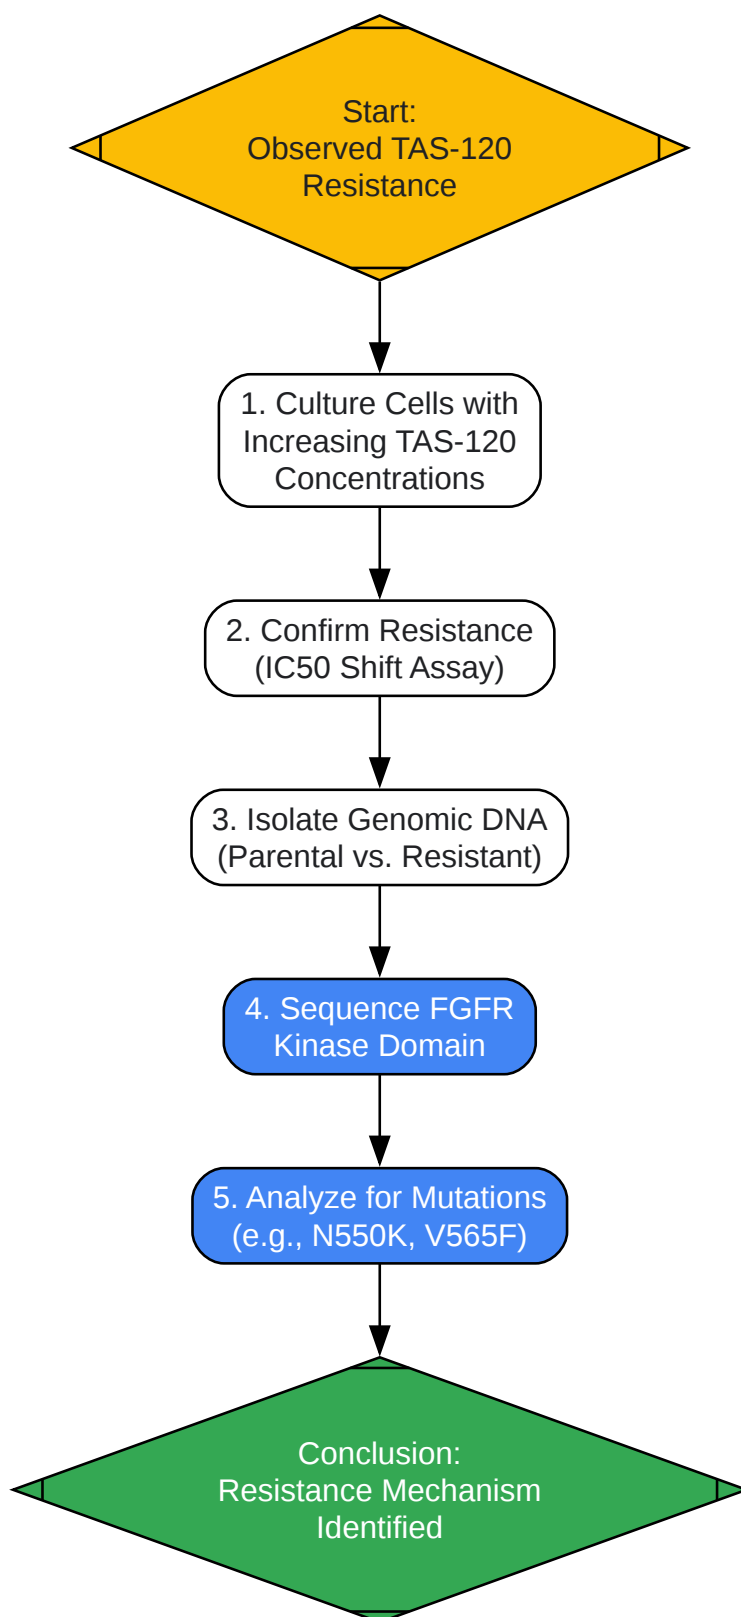 Start:
Observed TAS-120
Resistance
1. Culture Cells with
Increasing TAS-120
Concentrations
2. Confirm Resistance
(IC50 Shift Assay)
3. Isolate Genomic DNA
(Parental vs. Resistant)
4. Sequence FGFR
Kinase Domain
5. Analyze for Mutations
(e.g., N550K, V565F)
Conclusion:
Resistance Mechanism
Identified